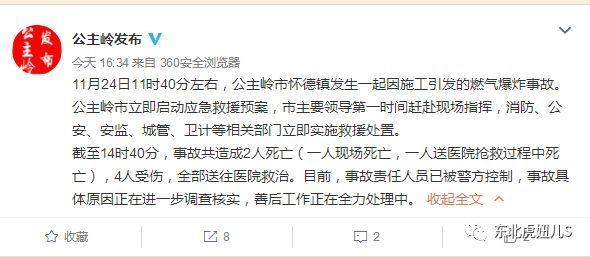 公主岭
发布
公主岭发布
今天 16:34 来自 360安全浏览器
11月24日11时40分左右，公主岭市怀德镇发生一起因施工引发的燃气爆炸事故。
公主岭市立即启动应急救援预案，市主要领导第一时间赶赴现场指挥，消防、公
安、安监、城管、卫计等相关部门立即实施救援处置。
截至14时40分，事故共造成2人死亡（一人现场死亡，一人送医院抢救过程中死
亡），4人受伤，全部送往医院救治。目前，事故责任人员已被警方控制，事故具
体原因正在进一步调查核实，善后工作正在全力处理中。 收起全文
收藏 8 2
东北虎妞儿S